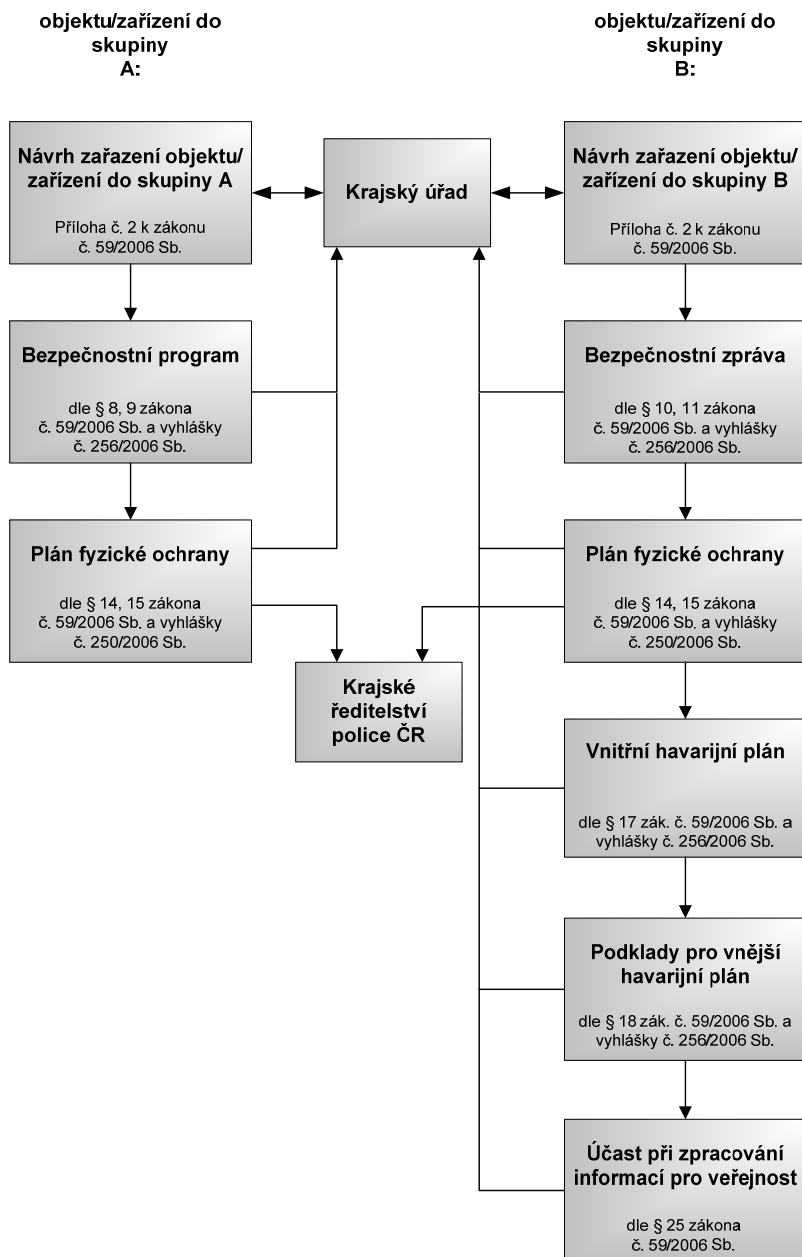 objektu/zařízení do
skupiny
A:
objektu/zařízení do
skupiny
B:
Návrh zařazení objektu/
zařízení do skupiny A
Příloha č. 2 k zákonu
č. 59/2006 Sb.
Krajský úřad
Návrh zařazení objektu/
zařízení do skupiny B
Příloha č. 2 k zákonu
č. 59/2006 Sb.
Bezpečnostní program
dle § 8, 9 zákona
č. 59/2006 Sb. a vyhlášky
č. 256/2006 Sb.
Bezpečnostní zpráva
dle § 10, 11 zákona
č. 59/2006 Sb. a vyhlášky
č. 256/2006 Sb.
Plán fyzické ochrany
dle § 14, 15 zákona
č. 59/2006 Sb. a vyhlášky
č. 250/2006 Sb.
Plán fyzické ochrany
dle § 14, 15 zákona
č. 59/2006 Sb. a vyhlášky
č. 250/2006 Sb.
Krajské
ředitelství
police ČR
Vnitřní havarijní plán
dle § 17 zák. č. 59/2006 Sb. a
vyhlášky č. 256/2006 Sb.
Podklady pro vnější
havarijní plán
dle § 18 zák. č. 59/2006 Sb. a
vyhlášky č. 256/2006 Sb.
Účast při zpracování
informací pro veřejnost
dle § 25 zákona
č. 59/2006 Sb.